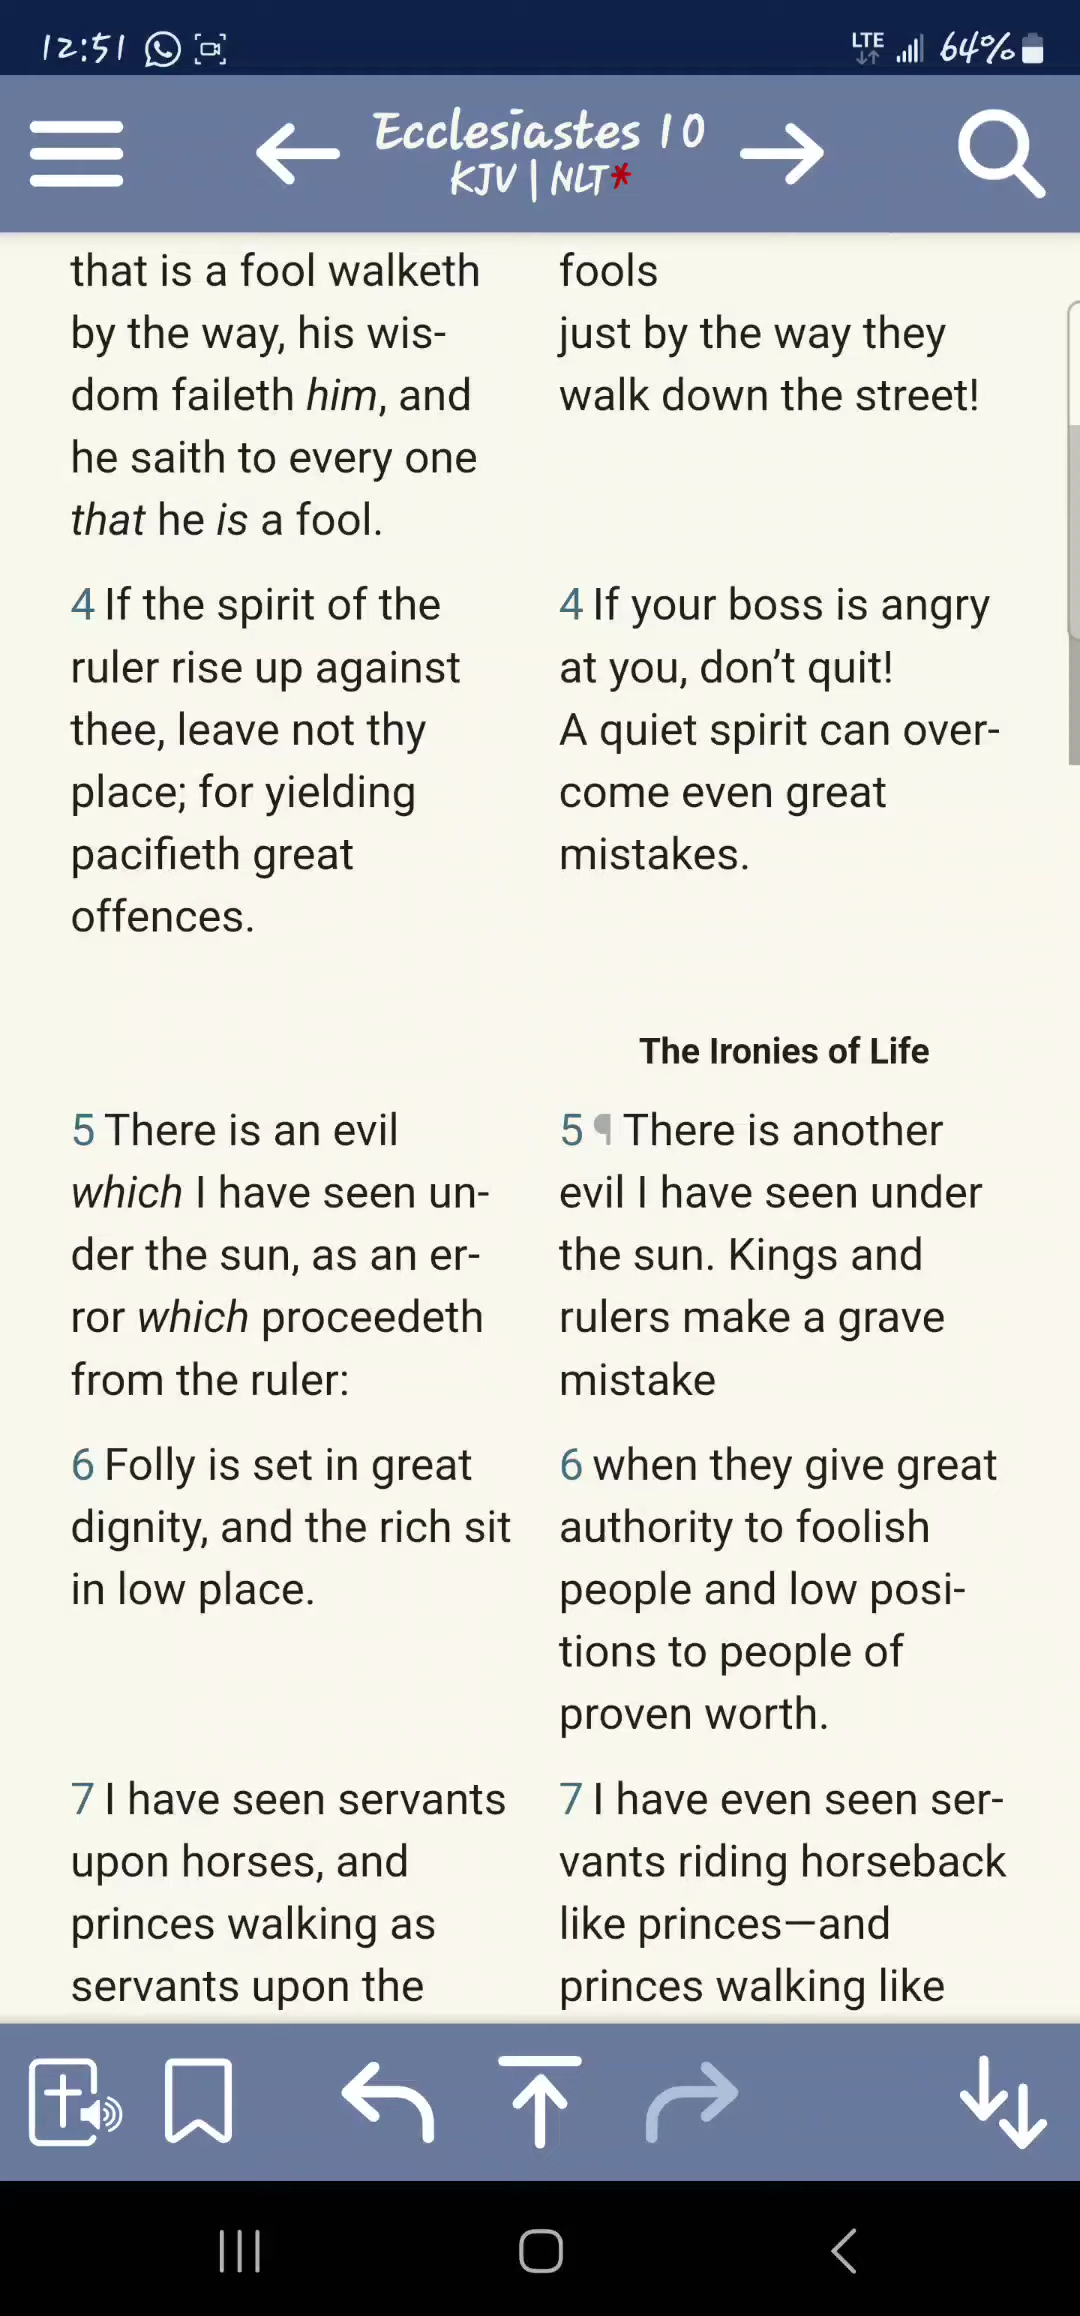 12:51
LTE
64%
Ecclesiastes 10
KJV | NLT*
that is a fool walketh
by the way, his wis-
dom faileth him, and
he saith to every one
that he is a fool.
fools
just by the way they
walk down the street!
4 If the spirit of the
ruler rise up against
thee, leave not thy
place; for yielding
pacifieth great
offences.
4 If your boss is angry
at you, don’t quit!
A quiet spirit can over-
come even great
mistakes.
The Ironies of Life
5 There is an evil
which I have seen un-
der the sun, as an er-
ror which proceedeth
from the ruler:
5 ¶ There is another
evil I have seen under
the sun. Kings and
rulers make a grave
mistake
6 Folly is set in great
dignity, and the rich sit
in low place.
6 when they give great
authority to foolish
people and low posi-
tions to people of
proven worth.
7 I have seen servants
upon horses, and
princes walking as
servants upon the
7 I have even seen ser-
vants riding horseback
like princes—and
princes walking like